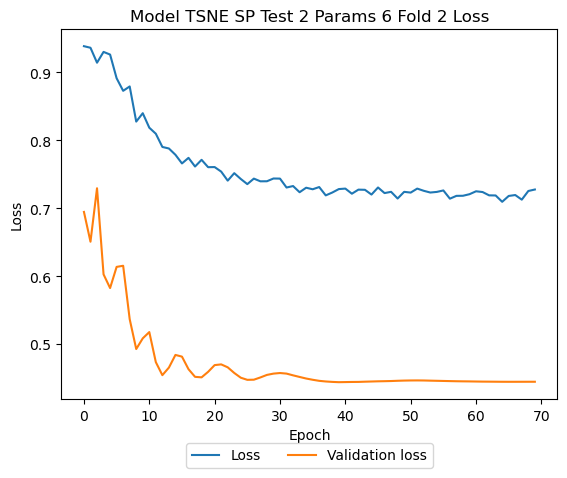 Model TSNE SP Test 2 Params 6 Fold 2 Loss
0.9
0.8
0.7
0.6
0.5
Loss
0 10 20 30 40 50 60 70
Epoch
Loss Validation loss